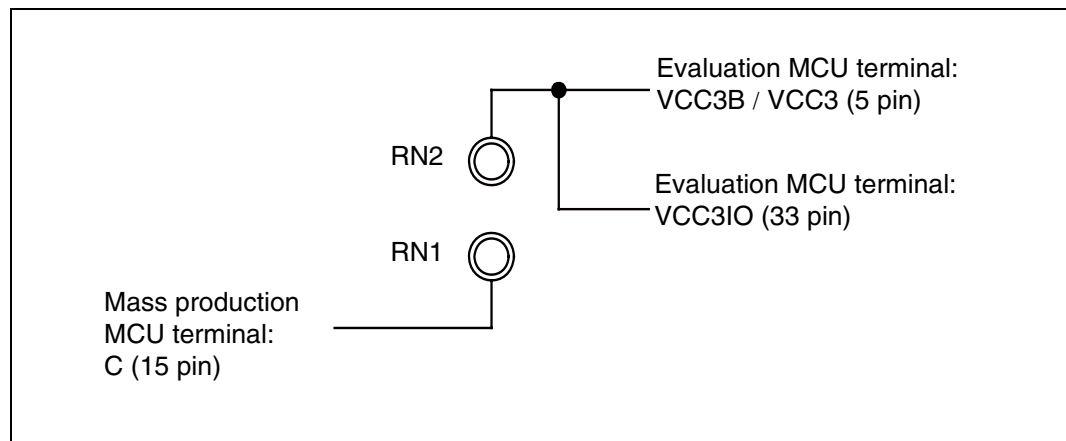 Evaluation MCU terminal:
VCC3B / VCC3 (5 pin)
RN2
Evaluation MCU terminal:
VCC3IO (33 pin)
RN1
Mass production
MCU terminal:
C (15 pin)